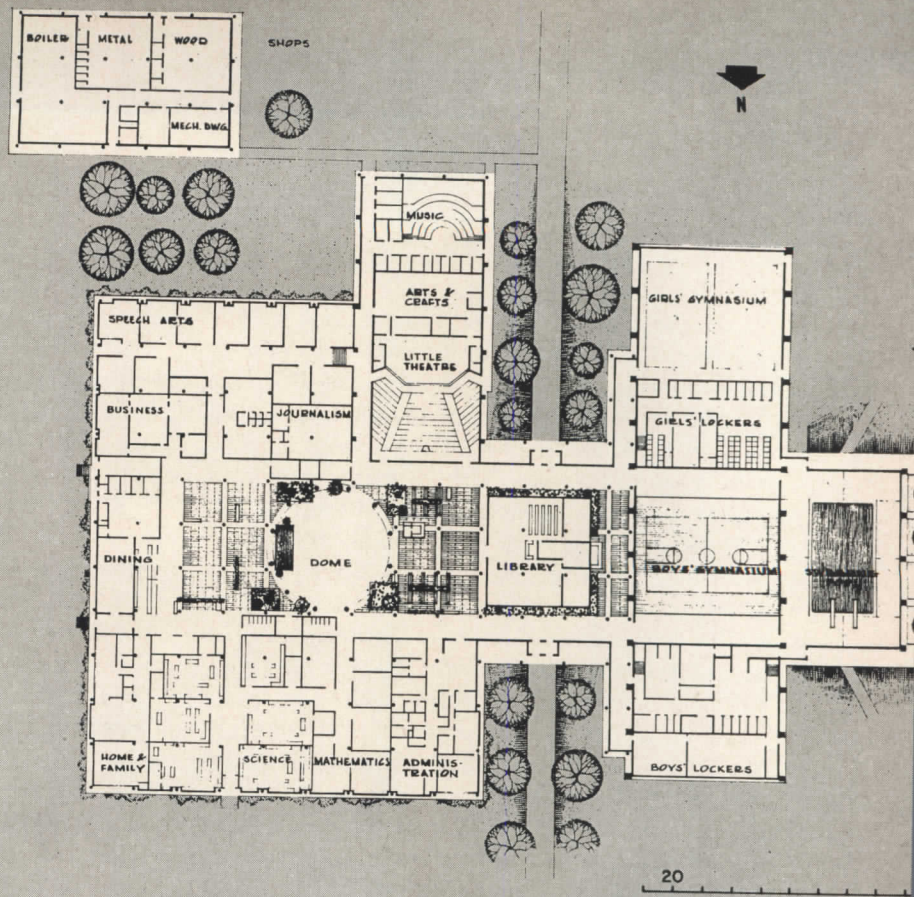 BOILER
METAL
WOOD
SHOPS
MECH. DWG.
N
MUSIC
ARTS &
CRAFTS
LITTLE
THEATRE
SPEECH ARTS
BUSINESS
JOURNALISM
GIRLS' GYMNASIUM
GIRLS' LOCKERS
DINING
DOME
LIBRARY
BOYS' GYMNASIUM
HOME &
FAMILY
SCIENCE
MATHEMATICS
ADMINIS-
TRATION
BOYS' LOCKERS
20